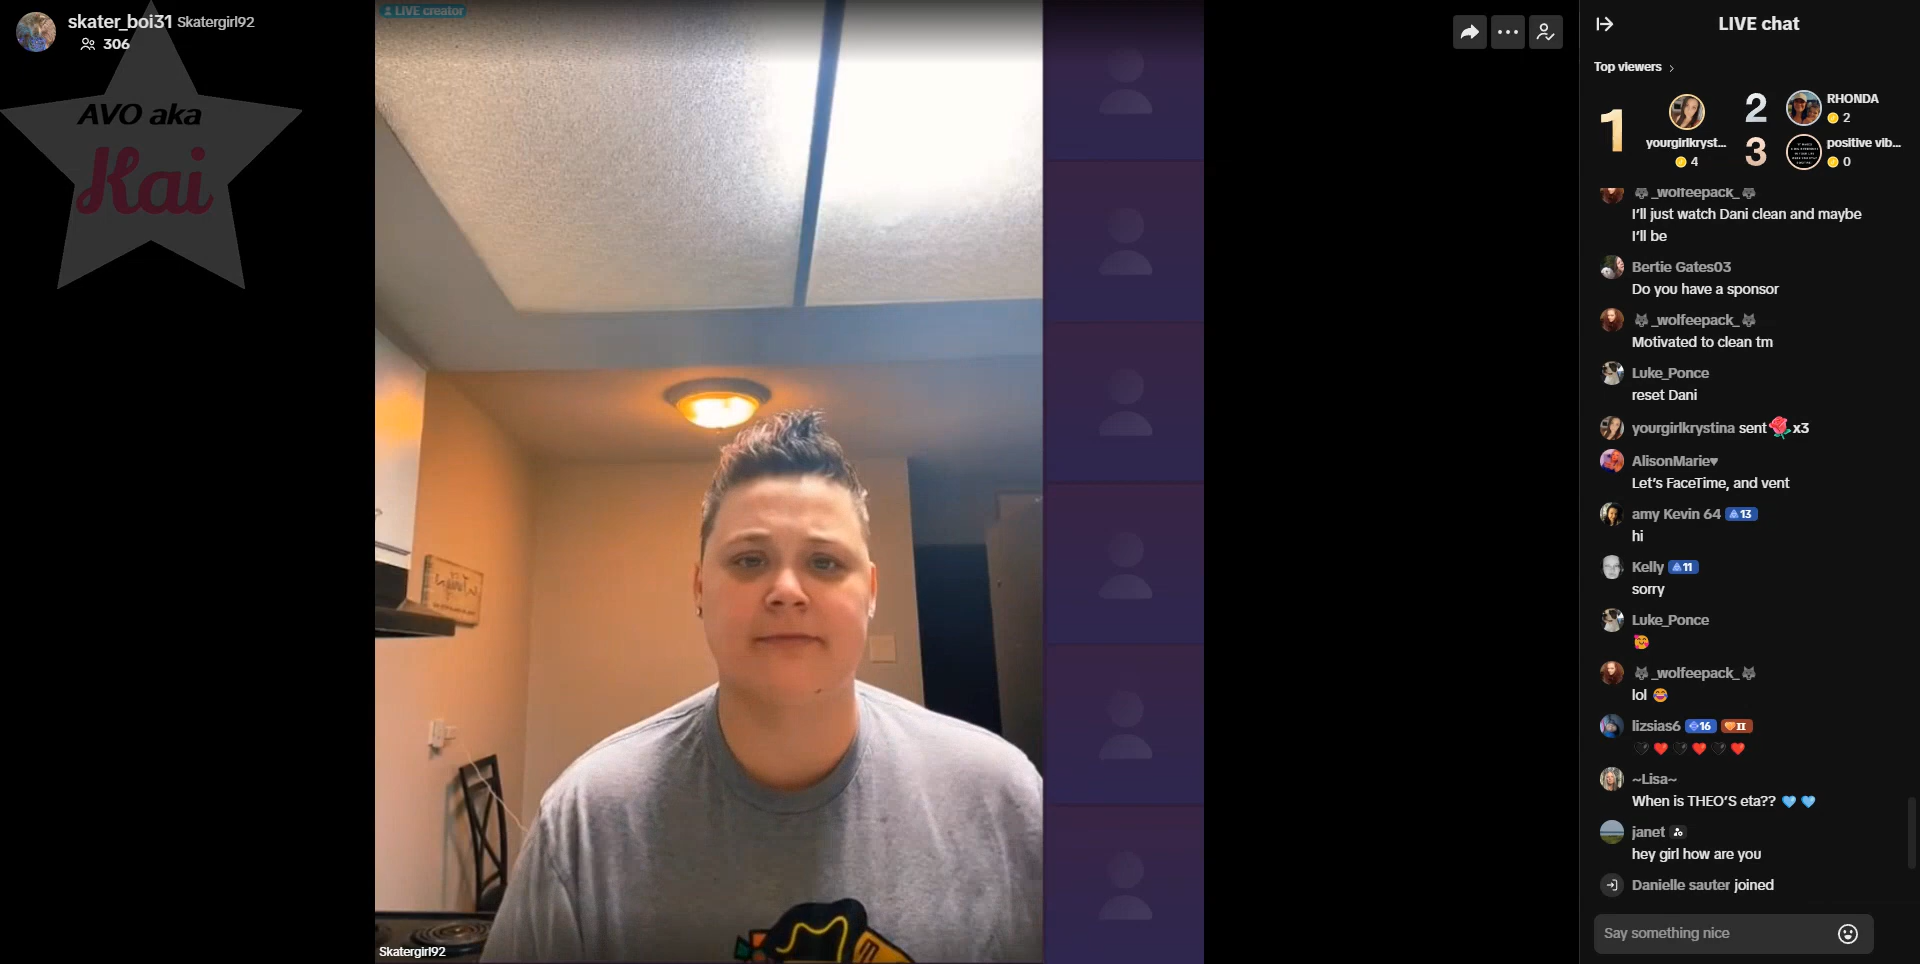 skater_boi31 Skatergirl92
306
AVO aka
Kai
LIVE creator
Skatergirl92
LIVE chat
Top viewers
1
yourgirlkryst...
4
2
RHONDA
2
3
positive vib...
0
_wolfeepack_
I'll just watch Dani clean and maybe
I'll be
Bertie Gates03
Do you have a sponsor
_wolfeepack_
Motivated to clean tm
Luke_Ponce
reset Dani
yourgirlkrystina sent x3
AlisonMarie♥
Let's FaceTime, and vent
amy Kevin 64 13
hi
Kelly 11
sorry
Luke_Ponce
🥰
_wolfeepack_
lol 😂
lizsias6 16 II
🖤❤️🖤❤️🖤❤️
~Lisa~
When is THEO'S eta?? 🩵🩵
janet
hey girl how are you
Danielle sauter joined
Say something nice